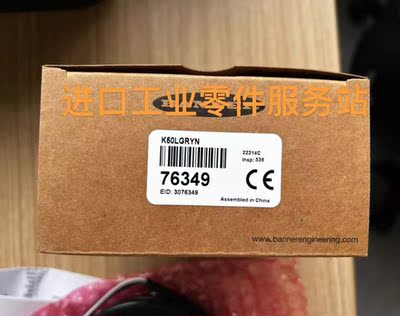 进口工业零件服务站
K50LGRYN
22214C
Insp: 535
76349
EID: 3076349
CE
Assembled in China
www.bannerengineering.com